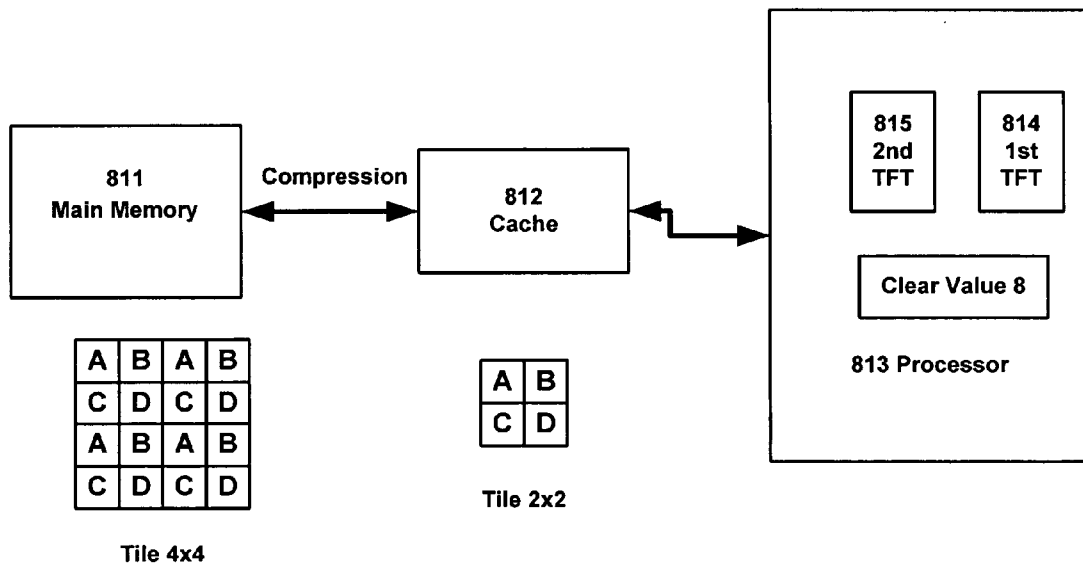 811
Main Memory
Compression
812
Cache
815
2nd
TFT
814
1st
TFT
Clear Value 8
813 Processor
A B A B
C D C D
A B A B
C D C D
Tile 4x4
A B
C D
Tile 2x2